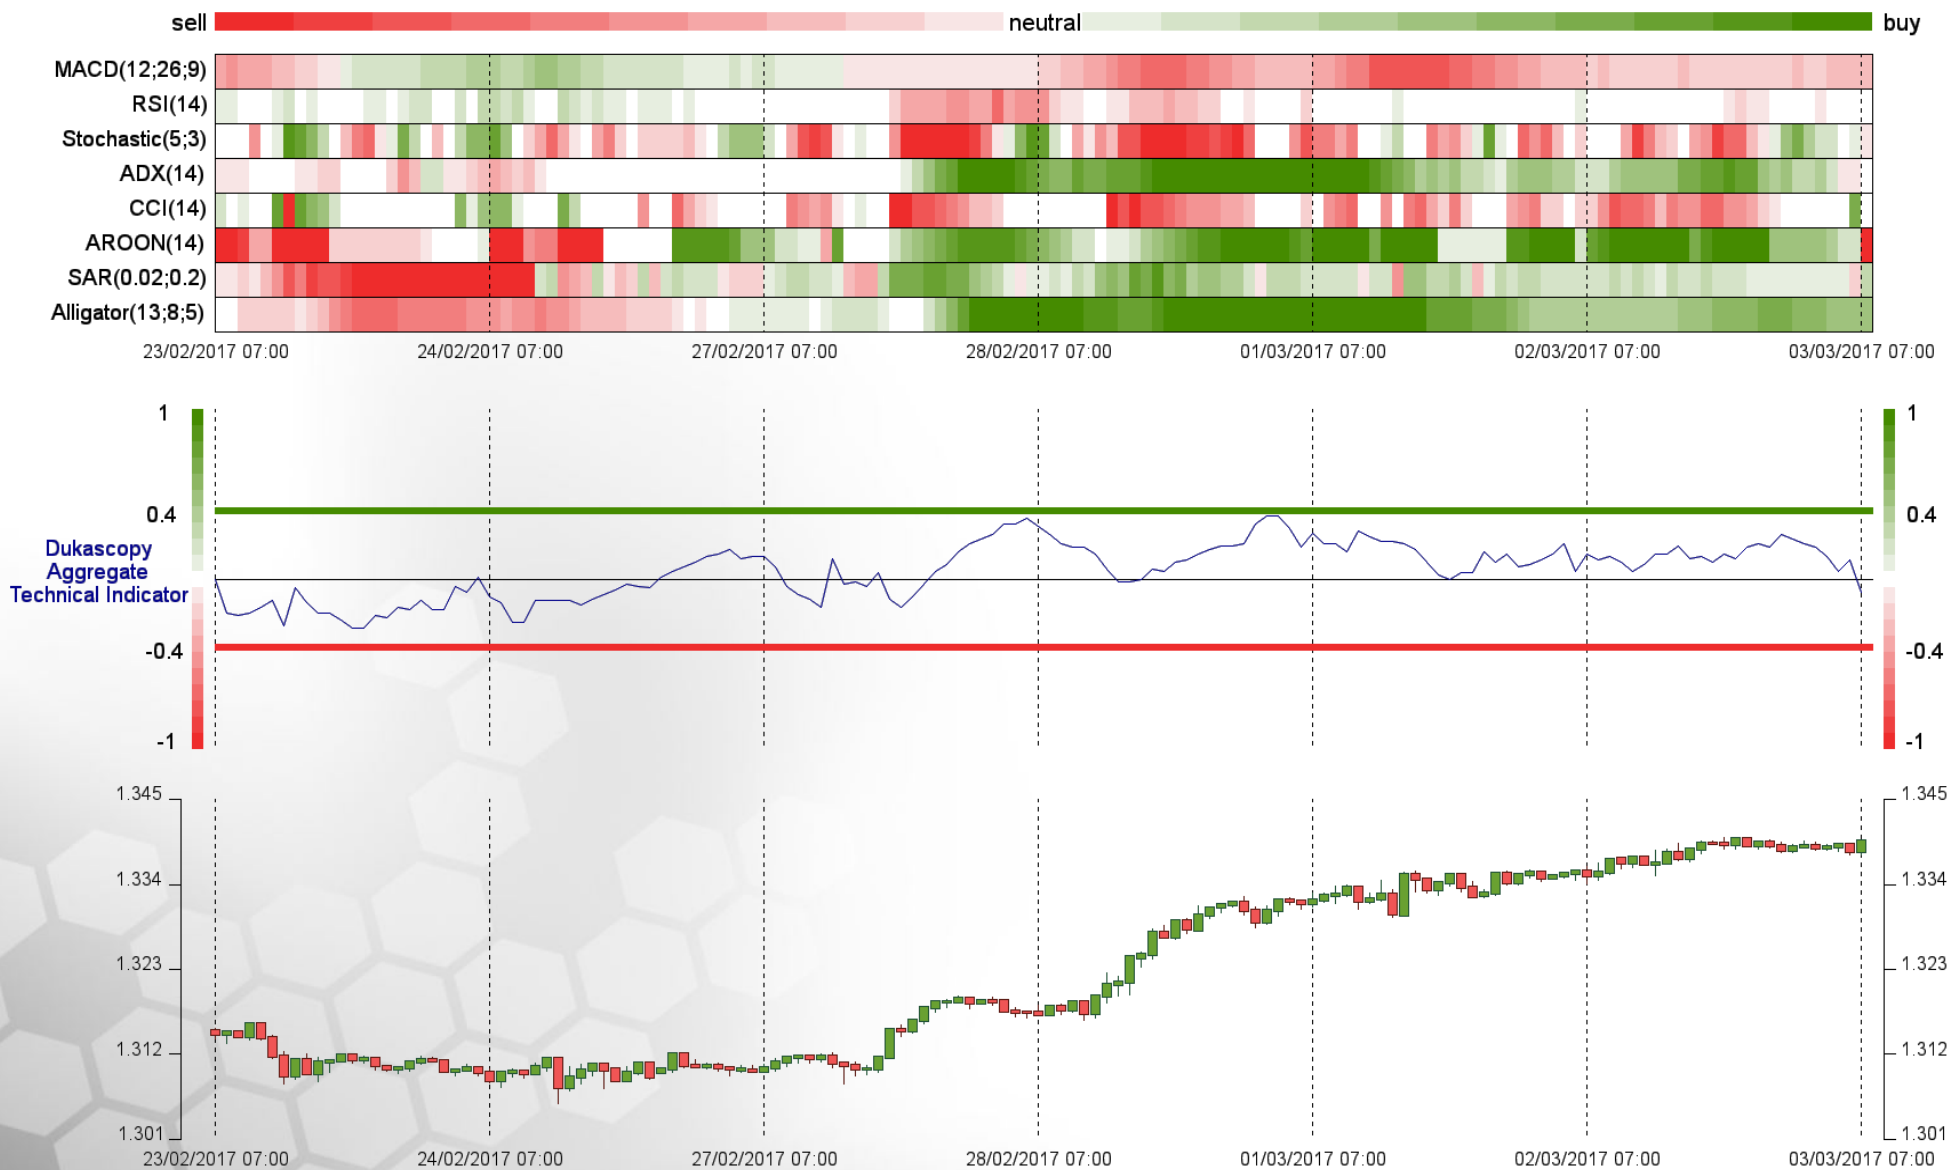 sell neutral buy
MACD(12;26;9)
RSI(14)
Stochastic(5;3)
ADX(14)
CCI(14)
AROON(14)
SAR(0.02;0.2)
Alligator(13;8;5)
23/02/2017 07:00 24/02/2017 07:00 27/02/2017 07:00 28/02/2017 07:00 01/03/2017 07:00 02/03/2017 07:00 03/03/2017 07:00
1 1
0.4 0.4
Dukascopy
Aggregate
Technical Indicator
-0.4 -0.4
-1 -1
1.345 1.345
1.334 1.334
1.323 1.323
1.312 1.312
1.301 1.301
23/02/2017 07:00 24/02/2017 07:00 27/02/2017 07:00 28/02/2017 07:00 01/03/2017 07:00 02/03/2017 07:00 03/03/2017 07:00